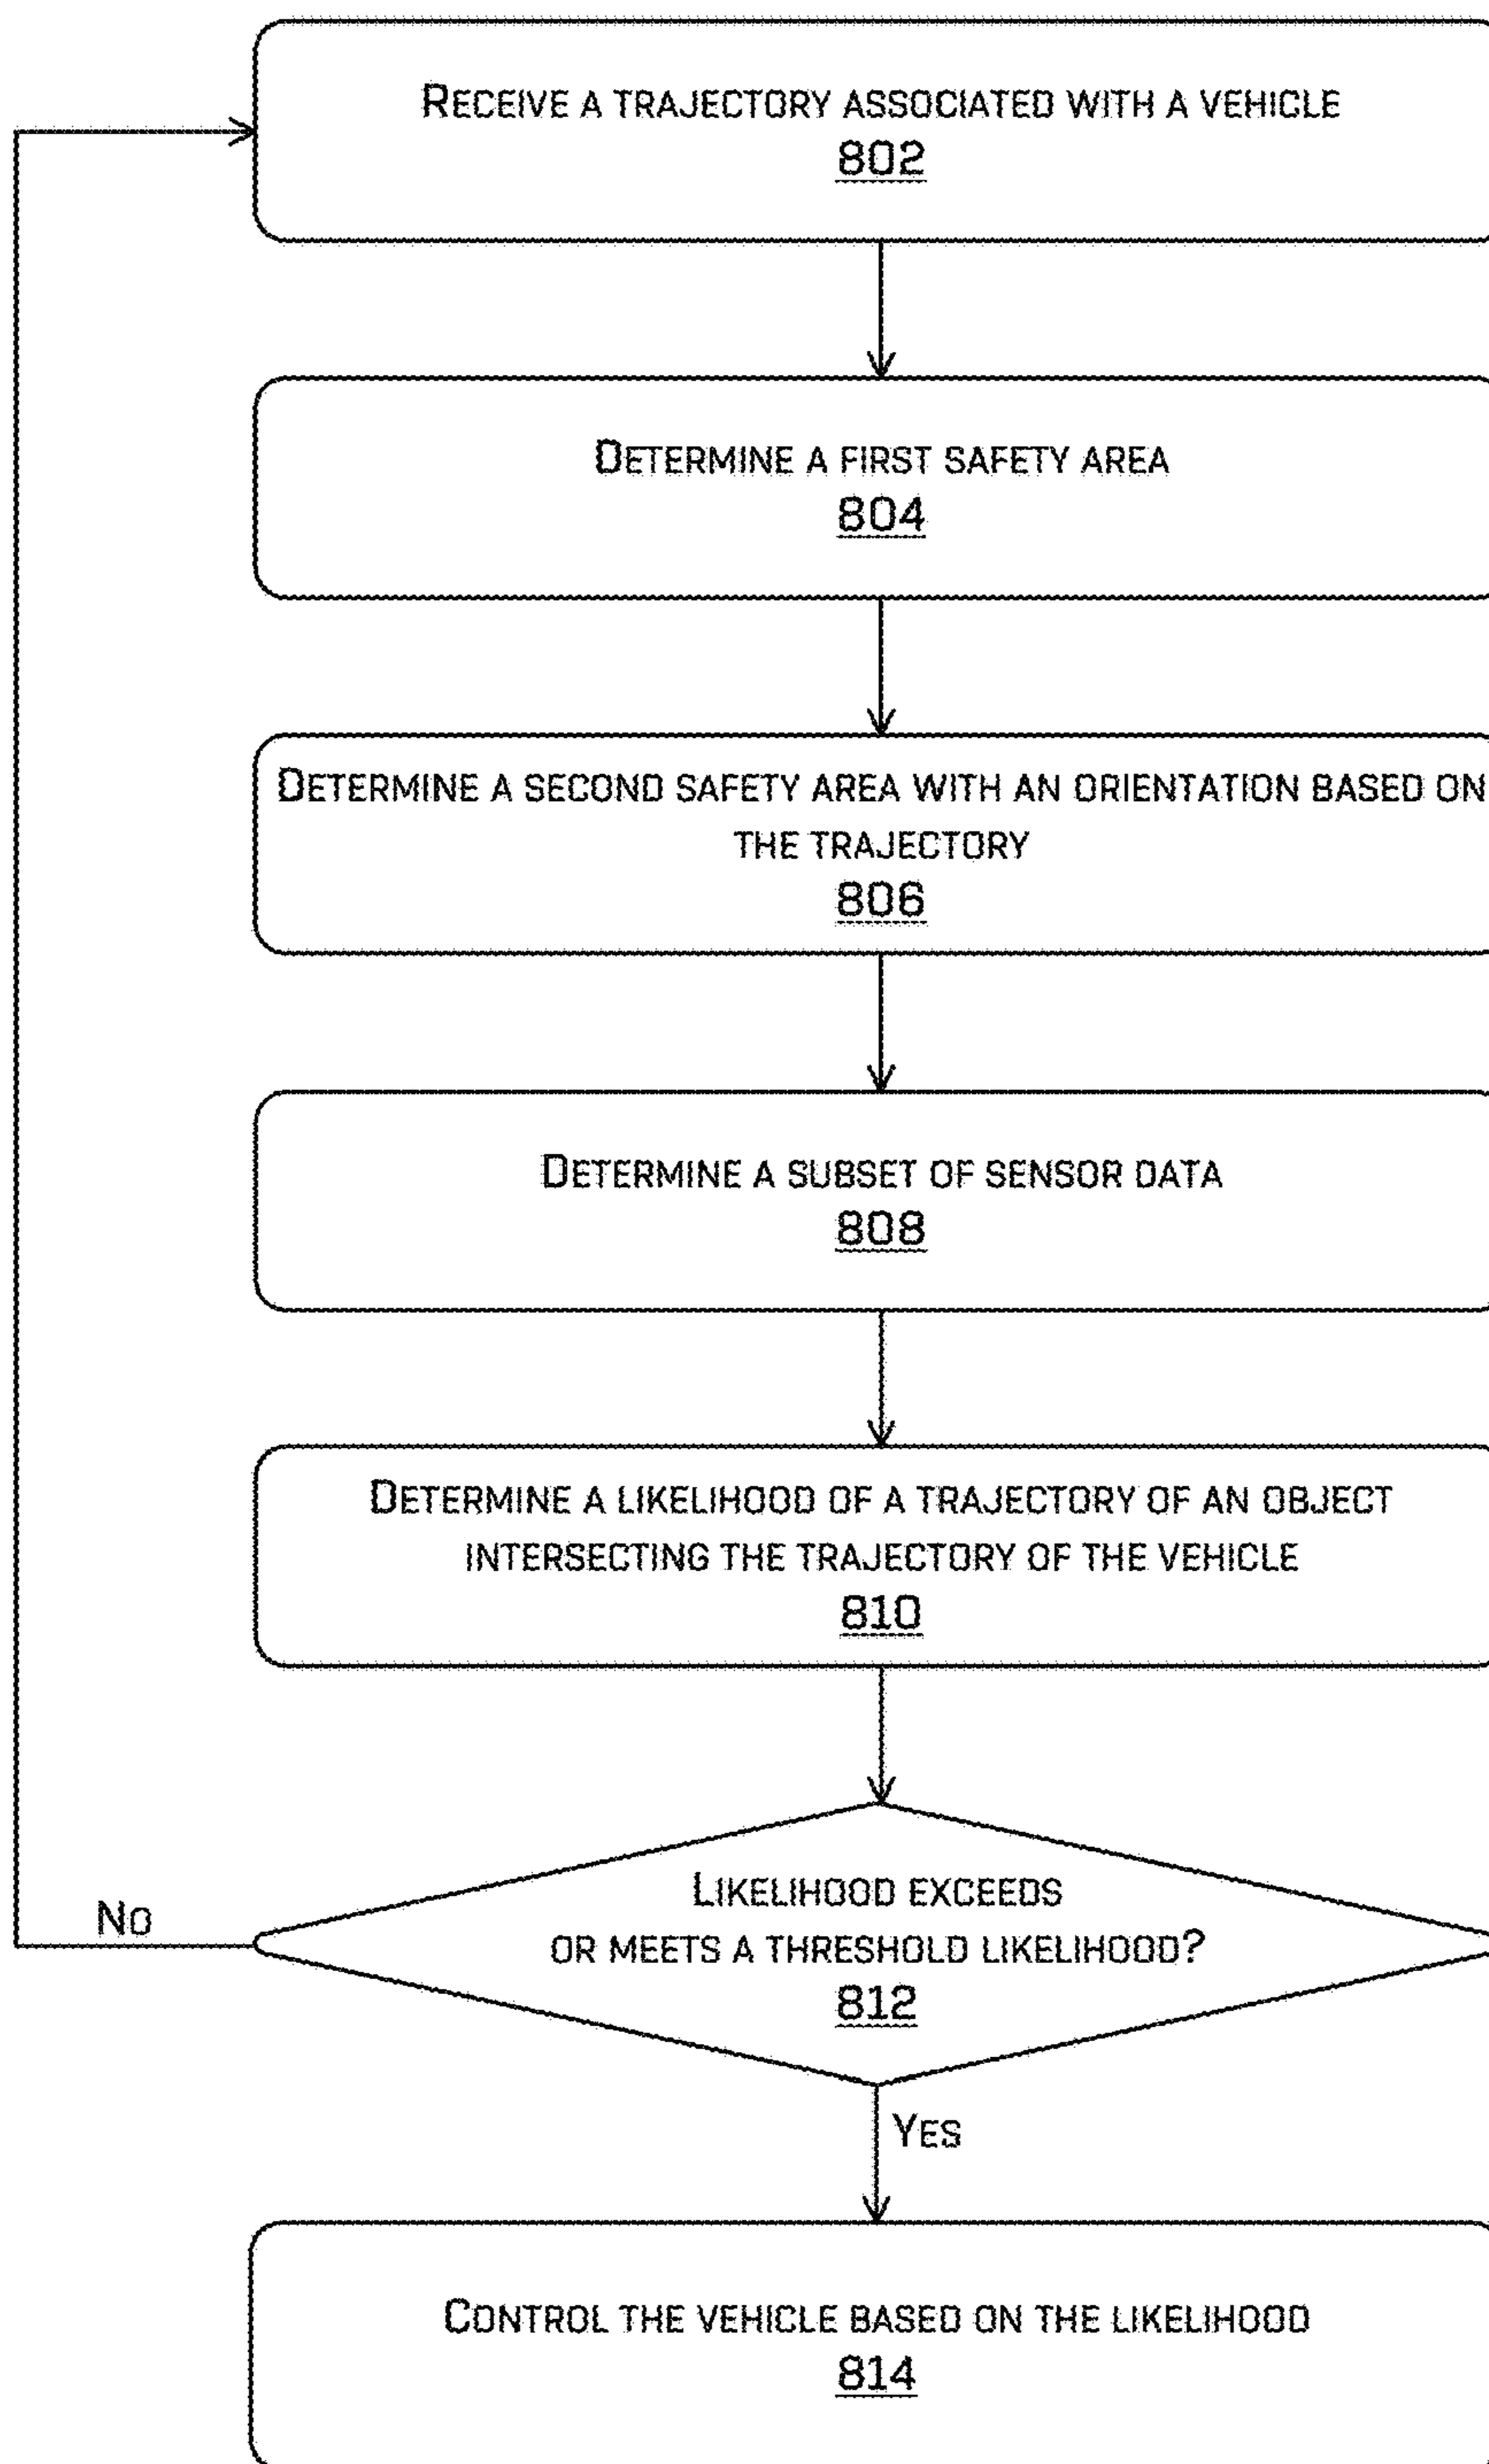 Receive a trajectory associated with a vehicle
802
Determine a first safety area
804
Determine a second safety area with an orientation based on
the trajectory
806
Determine a subset of sensor data
808
Determine a likelihood of a trajectory of an object
intersecting the trajectory of the vehicle
810
Likelihood exceeds
or meets a threshold likelihood?
812
No
Yes
Control the vehicle based on the likelihood
814